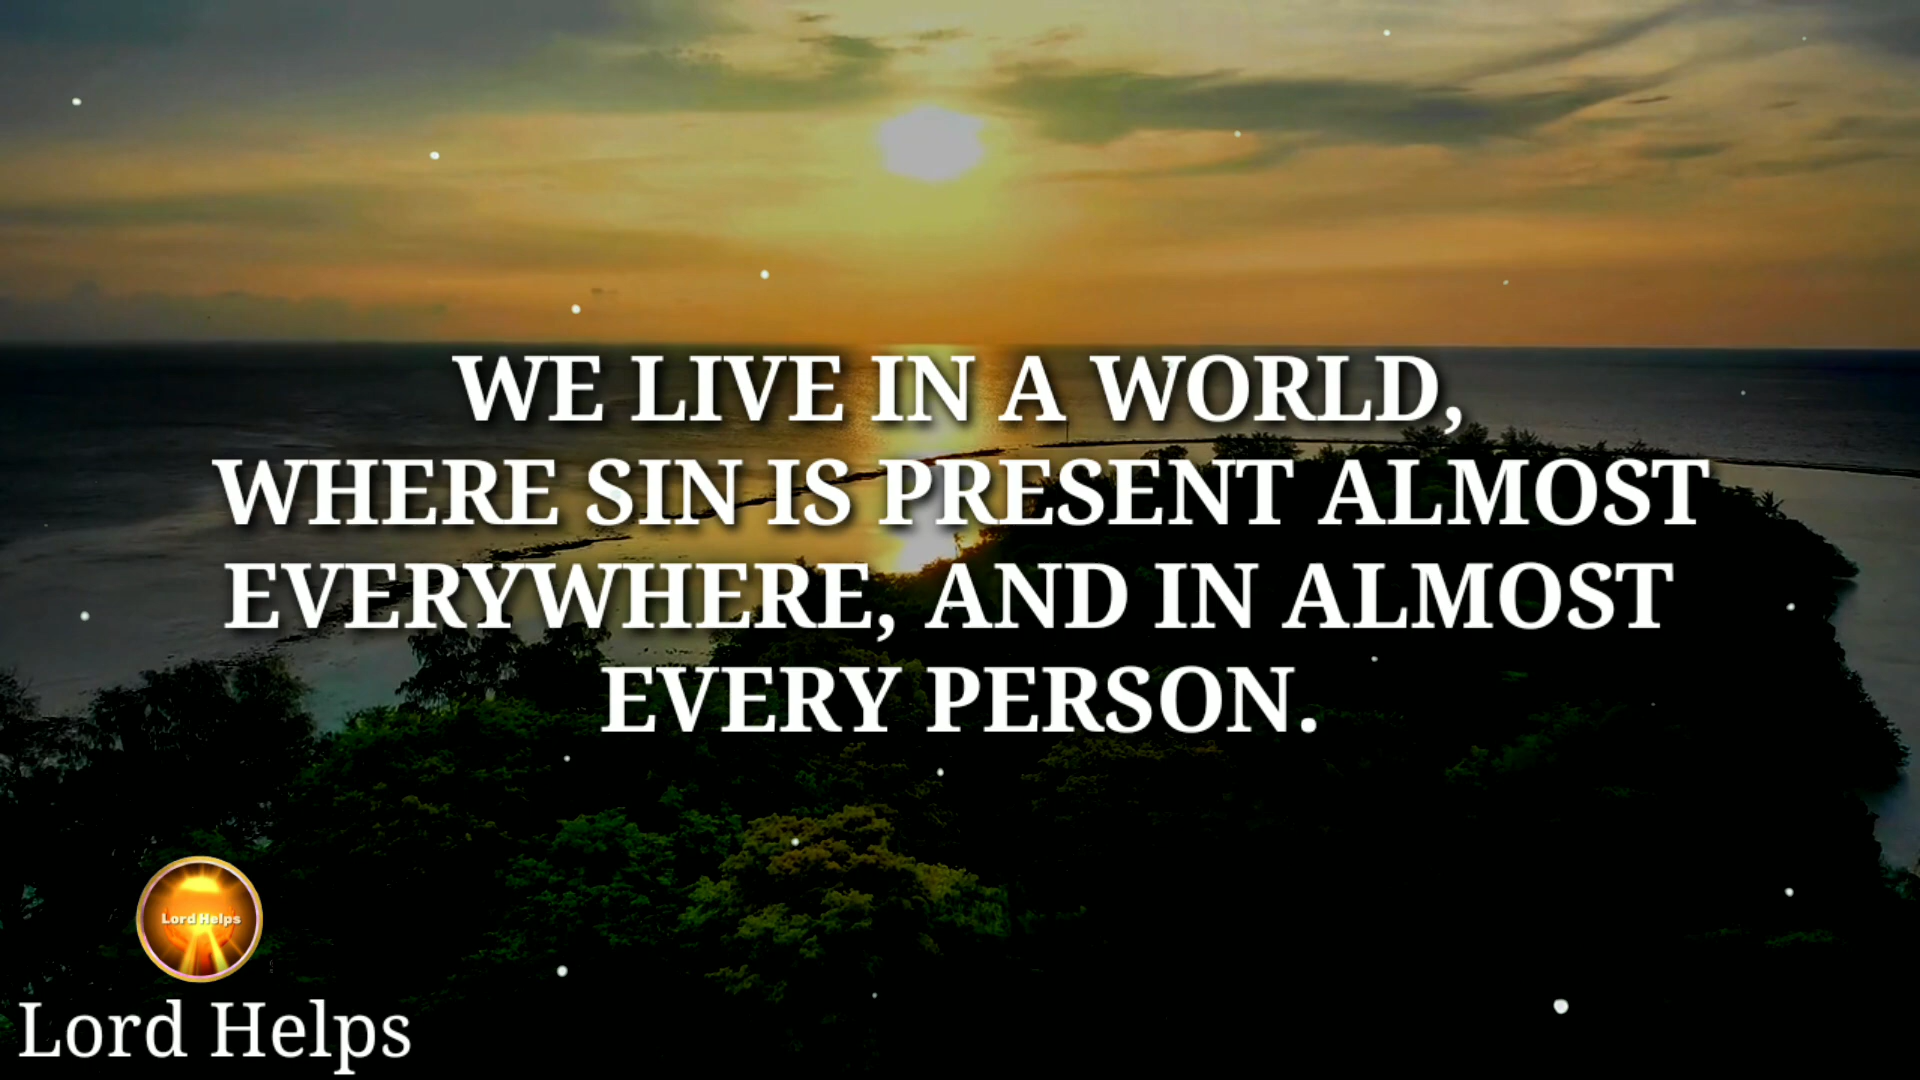 WE LIVE IN A WORLD,
WHERE SIN IS PRESENT ALMOST
EVERYWHERE, AND IN ALMOST
EVERY PERSON.
Lord Helps
Lord Helps